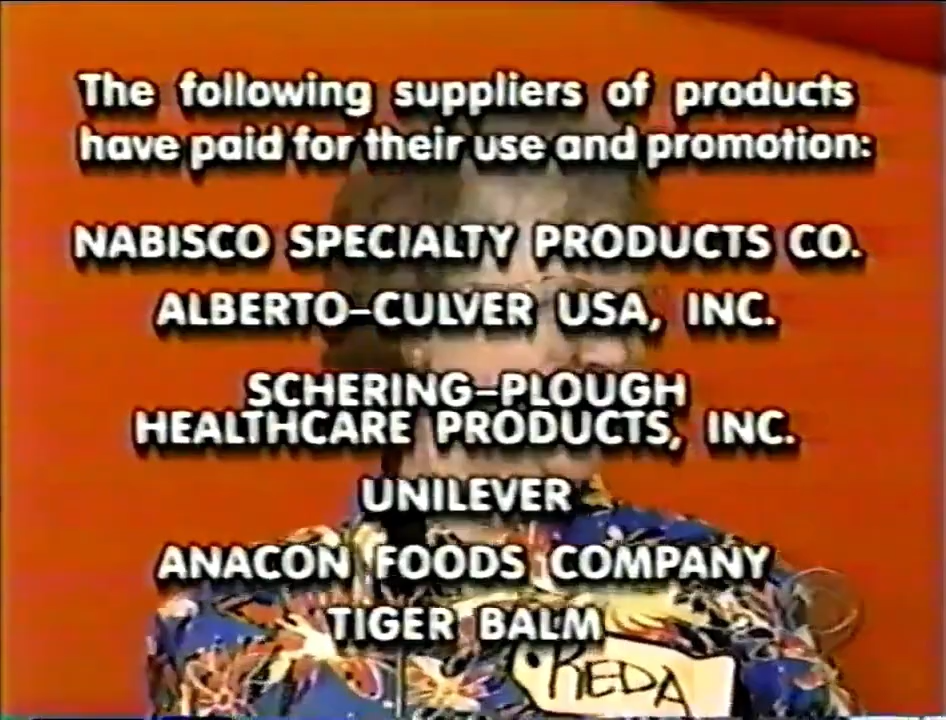 The following suppliers of products
have paid for their use and promotion:
NABISCO SPECIALTY PRODUCTS CO.
ALBERTO-CULVER USA, INC.
SCHERING-PLOUGH
HEALTHCARE PRODUCTS, INC.
UNILEVER
ANACON FOODS COMPANY
TIGER BALM
REDA